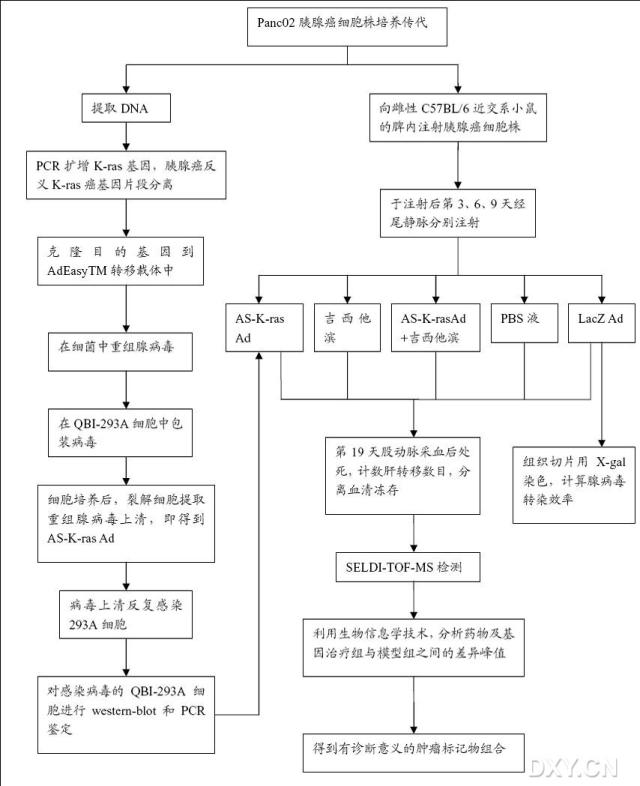 Panc02 胰腺癌细胞株培养传代
提取 DNA
PCR 扩增 K-ras 基因，胰腺癌反
义 K-ras 癌基因片段分离
克隆目的基因到
AdEasyTM 转移载体中
在细菌中重组腺病毒
在 QBI-293A 细胞中包
装病毒
细胞培养后，裂解细胞提取
重组腺病毒上清，即得到
AS-K-ras Ad
病毒上清反复感染
293A 细胞
对感染病毒的 QBI-293A 细
胞进行 western-blot 和 PCR
鉴定
向雌性 C57BL/6 近交系小鼠
的脾内注射胰腺癌细胞株
于注射后第 3、6、9 天经
尾静脉分别注射
AS-K-ras
Ad
吉西他
滨
AS-K-rasAd
+吉西他滨
PBS 液
LacZ Ad
第 19 天股动脉采血后处
死，计数肝转移数目，分
离血清冻存
组织切片用 X-gal
染色，计算腺病毒
转染效率
SELDI-TOF-MS 检测
利用生物信息学技术，分析药物及基
因治疗组与模型组之间的差异峰值
得到有诊断意义的肿瘤标记物组合
DXY.CN